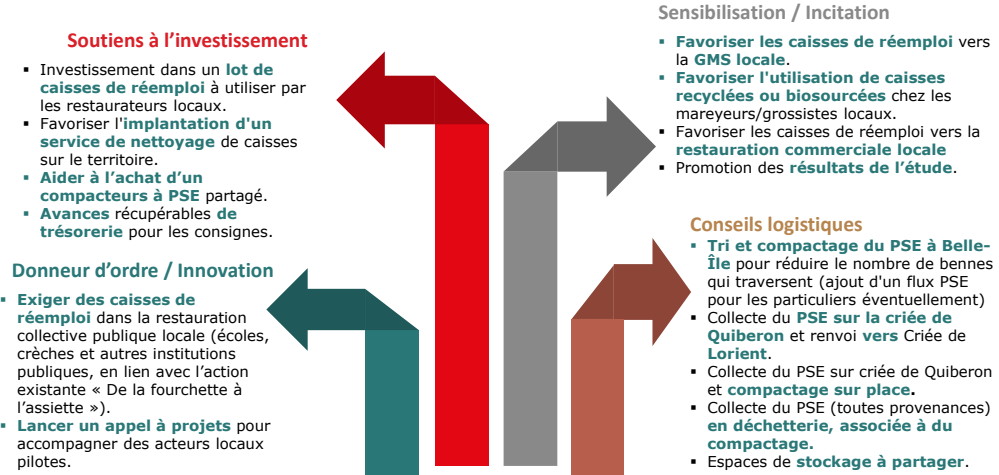 Soutiens à l'investissement
▪ Investissement dans un lot de
caisses de réemploi à utiliser par
les restaurateurs locaux.
▪ Favoriser l'implantation d'un
service de nettoyage de caisses
sur le territoire.
▪ Aider à l'achat d'un
compacteurs à PSE partagé.
▪ Avances récupérables de
trésorerie pour les consignes.
Donneur d'ordre / Innovation
▪ Exiger des caisses de
réemploi dans la restauration
collective publique locale (écoles,
crèches et autres institutions
publiques, en lien avec l'action
existante « De la fourchette à
l'assiette »).
▪ Lancer un appel à projets pour
accompagner des acteurs locaux
pilotes.
Sensibilisation / Incitation
▪ Favoriser les caisses de réemploi vers
la GMS locale.
▪ Favoriser l'utilisation de caisses
recyclées ou biosourcées chez les
mareyeurs/grossistes locaux.
▪ Favoriser les caisses de réemploi vers la
restauration commerciale locale
▪ Promotion des résultats de l'étude.
Conseils logistiques
▪ Tri et compactage du PSE à Belle-
Île pour réduire le nombre de bennes
qui traversent (ajout d'un flux PSE
pour les particuliers éventuellement)
▪ Collecte du PSE sur la criée de
Quiberon et renvoi vers Criée de
Lorient.
▪ Collecte du PSE sur criée de Quiberon
et compactage sur place.
▪ Collecte du PSE (toutes provenances)
en déchetterie, associée à du
compactage.
▪ Espaces de stockage à partager.